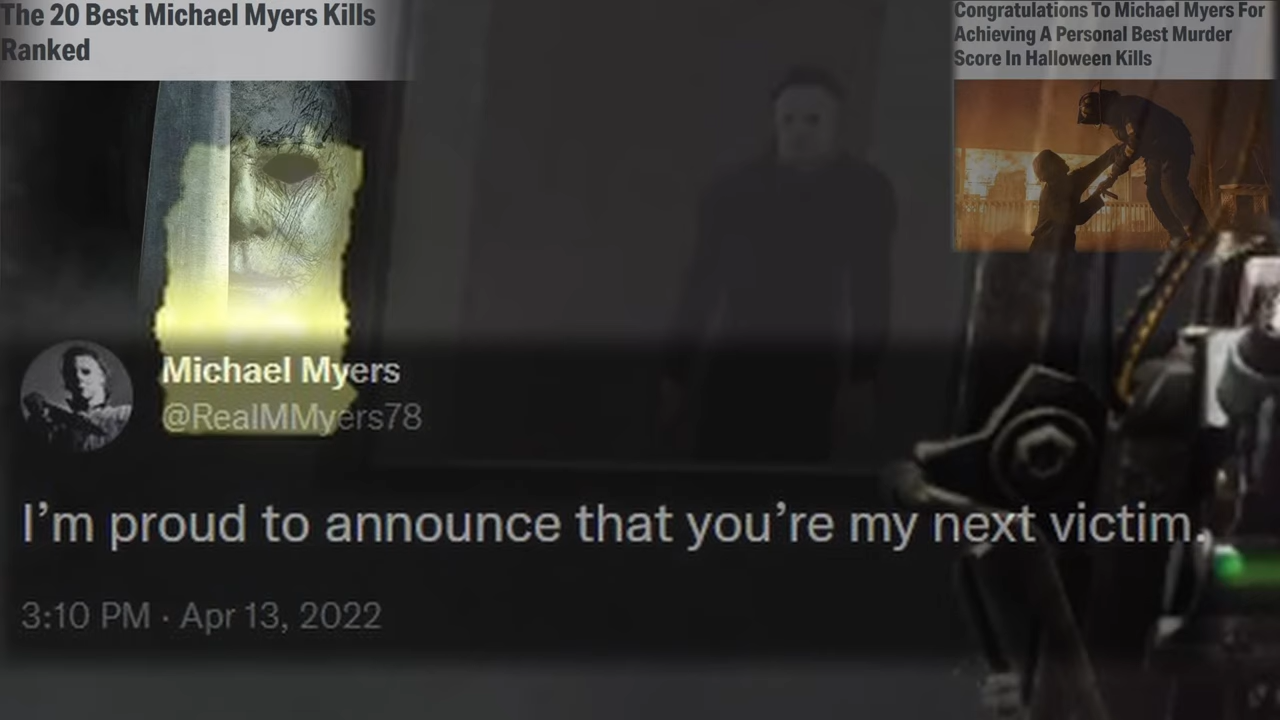 The 20 Best Michael Myers Kills
Ranked
Congratulations To Michael Myers For
Achieving A Personal Best Murder
Score In Halloween Kills
Michael Myers
@RealMMyers78
I’m proud to announce that you’re my next victim.
3:10 PM · Apr 13, 2022